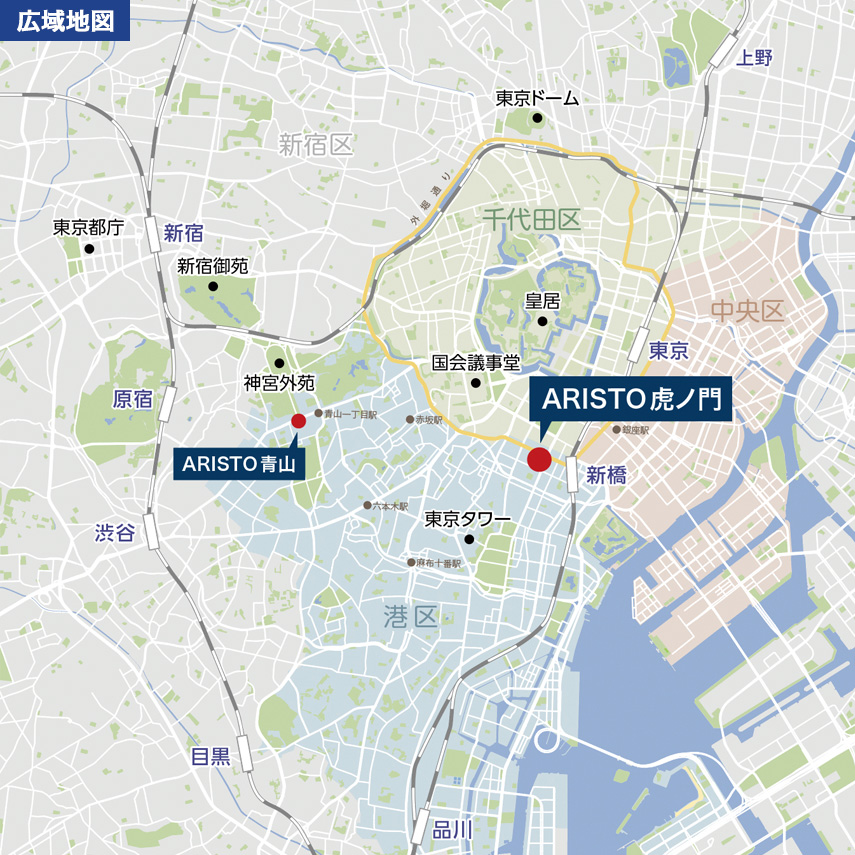 広域地図
上野
東京ドーム
新宿区
外堀通り
千代田区
東京都庁
新宿
新宿御苑
皇居
中央区
東京
国会議事堂
神宮外苑
原宿
ARISTO 虎ノ門
青山一丁目駅
赤坂駅
銀座駅
ARISTO 青山
新橋
六本木駅
東京タワー
渋谷
麻布十番駅
港区
目黒
品川